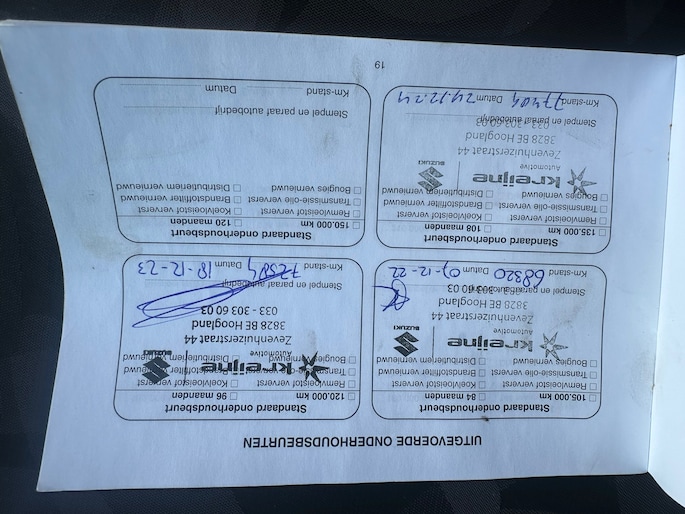 UITGEVOERDE ONDERHOUDSBEURTEN
Standaard onderhoudsbeurt
105.000 km 84 maanden
Remvloeistof ververst Koelvloeistof ververst
Transmissie-olie ververst Brandstoffilter vernieuwd
Bougies vernieuwd Distributieriem vernieuwd
kreijne
Automotive
SUZUKI
Zevenhuizerstraat 44
3828 BE Hoogland
033 - 303 60 03
Stempel en paraaf autobedrijf
Km-stand 68320 Datum
Standaard onderhoudsbeurt
120.000 km 96 maanden
Remvloeistof ververst Koelvloeistof ververst
Transmissie-olie ververst Brandstoffilter vernieuwd
Bougies vernieuwd Distributieriem vernieuwd
kreijne
Automotive
SUZUKI
Zevenhuizerstraat 44
3828 BE Hoogland
033 - 303 60 03
Stempel en paraaf autobedrijf
Km-stand Datum 18-12-23
Standaard onderhoudsbeurt
135.000 km 108 maanden
Remvloeistof ververst Koelvloeistof ververst
Transmissie-olie ververst Brandstoffilter vernieuwd
Bougies vernieuwd Distributieriem vernieuwd
kreijne
Automotive
SUZUKI
Zevenhuizerstraat 44
3828 BE Hoogland
033 - 303 60 03
Stempel en paraaf autobedrijf
Km-stand 77404 Datum 24.12.24
Standaard onderhoudsbeurt
150.000 km 120 maanden
Remvloeistof ververst Koelvloeistof ververst
Transmissie-olie ververst Brandstoffilter vernieuwd
Bougies vernieuwd Distributieriem vernieuwd
Stempel en paraaf autobedrijf
Km-stand Datum
19